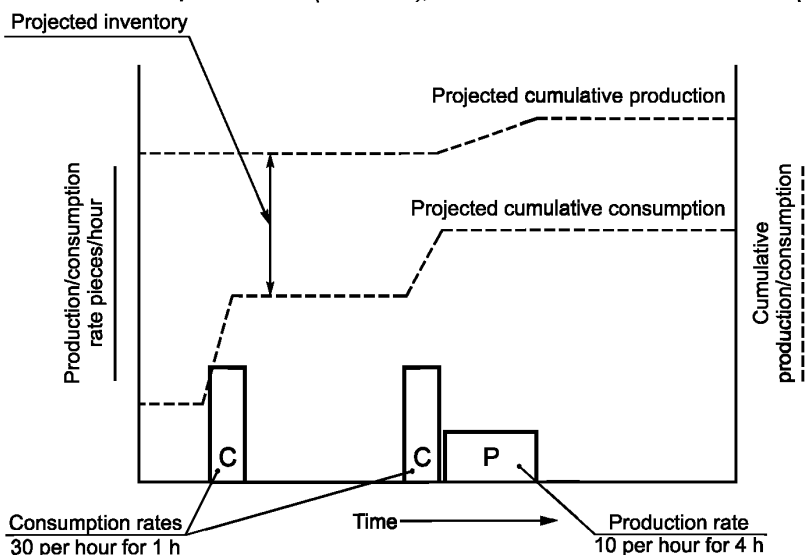 Projected inventory
Projected cumulative production
Projected cumulative consumption
Production/consumption
rate pieces/hour
Cumulative
production/consumption
C
C
P
Consumption rates
30 per hour for 1 h
Time
Production rate
10 per hour for 4 h